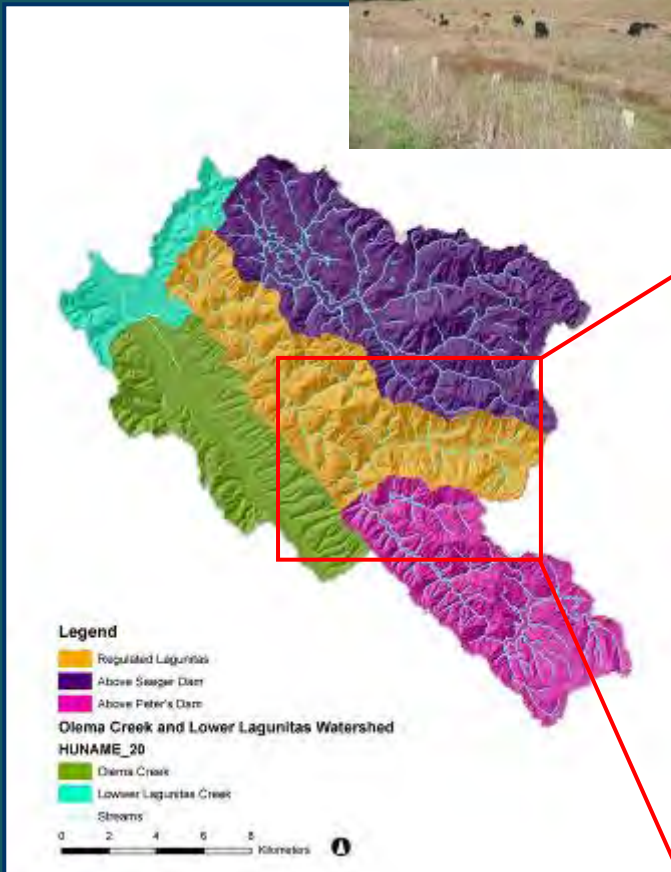 Legend
Regulated Lagunitas
Above Seeger Dam
Above Peter's Dam
Olema Creek and Lower Lagunitas Watershed
HUNAME_20
Olema Creek
Lowwer Lagunitas Creek
Streams
0 2 4 6 8
Kilometers